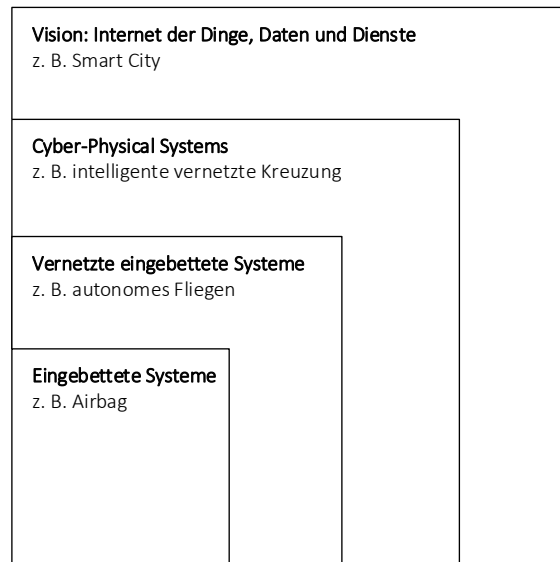 Vision: Internet der Dinge, Daten und Dienste
z. B. Smart City
Cyber-Physical Systems
z. B. intelligente vernetzte Kreuzung
Vernetzte eingebettete Systeme
z. B. autonomes Fliegen
Eingebettete Systeme
z. B. Airbag